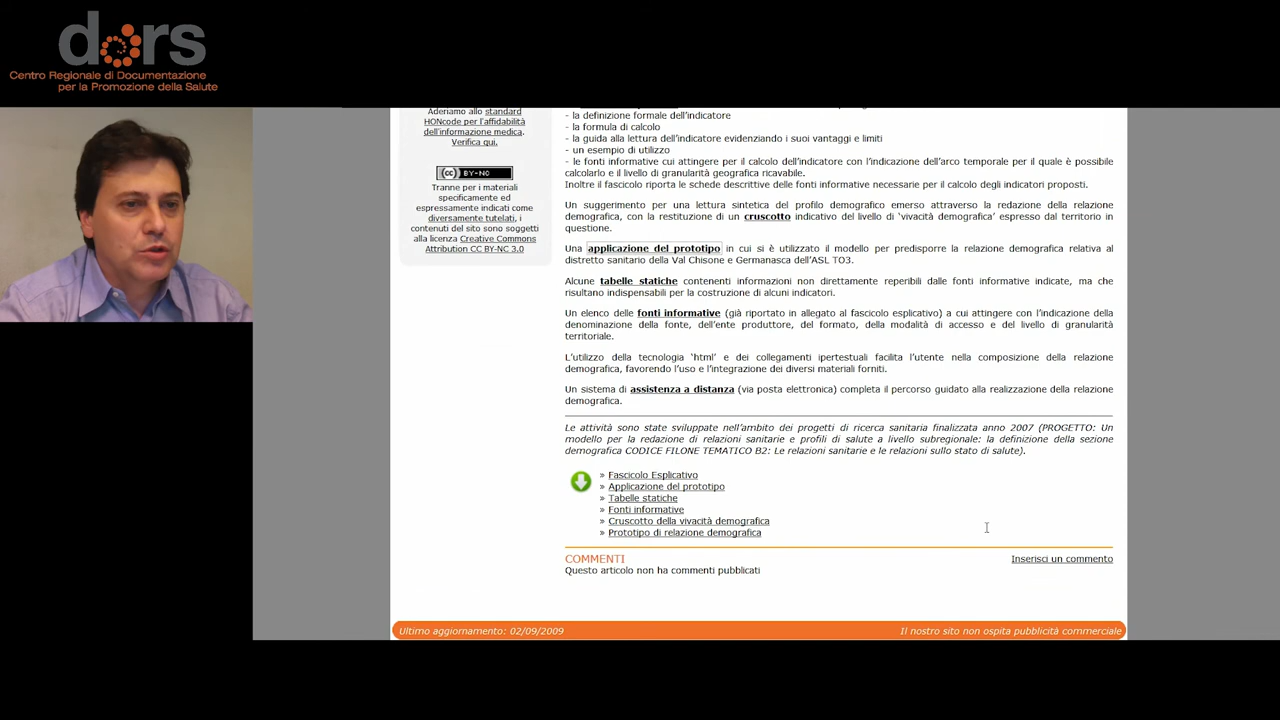 dors
Centro Regionale di Documentazione
per la Promozione della Salute
Aderiamo allo standard
HONcode per l'affidabilità
dell'informazione medica.
Verifica qui.
cc BY-NC
Tranne per i materiali
specificamente ed
espressamente indicati come
diversamente tutelati, i
contenuti del sito sono soggetti
alla licenza Creative Commons
Attribution CC BY-NC 3.0
- la definizione formale dell'indicatore
- la formula di calcolo
- la guida alla lettura dell'indicatore evidenziando i suoi vantaggi e limiti
- un esempio di utilizzo
- le fonti informative cui attingere per il calcolo dell'indicatore con l'indicazione dell'arco temporale per il quale è possibile
calcolarlo e il livello di granularità geografica ricavabile.
Inoltre il fascicolo riporta le schede descrittive delle fonti informative necessarie per il calcolo degli indicatori proposti.
Un suggerimento per una lettura sintetica del profilo demografico emerso attraverso la redazione della relazione
demografica, con la restituzione di un cruscotto indicativo del livello di 'vivacità demografica' espresso dal territorio in
questione.
Una applicazione del prototipo in cui si è utilizzato il modello per predisporre la relazione demografica relativa al
distretto sanitario della Val Chisone e Germanasca dell'ASL TO3.
Alcune tabelle statiche contenenti informazioni non direttamente reperibili dalle fonti informative indicate, ma che
risultano indispensabili per la costruzione di alcuni indicatori.
Un elenco delle fonti informative (già riportato in allegato al fascicolo esplicativo) a cui attingere con l'indicazione della
denominazione della fonte, dell'ente produttore, del formato, della modalità di accesso e del livello di granularità
territoriale.
L'utilizzo della tecnologia 'html' e dei collegamenti ipertestuali facilita l'utente nella composizione della relazione
demografica, favorendo l'uso e l'integrazione dei diversi materiali forniti.
Un sistema di assistenza a distanza (via posta elettronica) completa il percorso guidato alla realizzazione della relazione
demografica.
Le attività sono state sviluppate nell'ambito dei progetti di ricerca sanitaria finalizzata anno 2007 (PROGETTO: Un
modello per la redazione di relazioni sanitarie e profili di salute a livello subregionale: la definizione della sezione
demografica CODICE FILONE TEMATICO B2: Le relazioni sanitarie e le relazioni sullo stato di salute).
» Fascicolo Esplicativo
» Applicazione del prototipo
» Tabelle statiche
» Fonti informative
» Cruscotto della vivacità demografica
» Prototipo di relazione demografica
COMMENTI
Inserisci un commento
Questo articolo non ha commenti pubblicati
Ultimo aggiornamento: 02/09/2009
Il nostro sito non ospita pubblicità commerciale